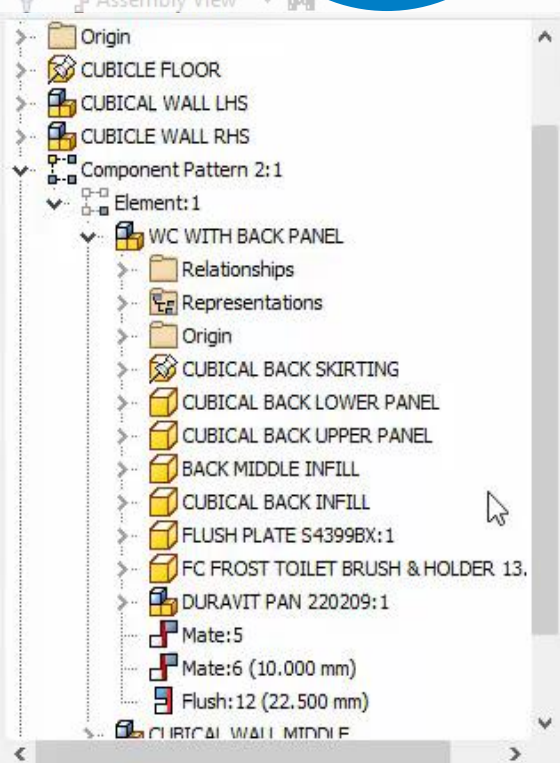 Assembly View
Origin
CUBICLE FLOOR
CUBICAL WALL LHS
CUBICLE WALL RHS
Component Pattern 2:1
Element:1
WC WITH BACK PANEL
Relationships
Representations
Origin
CUBICAL BACK SKIRTING
CUBICAL BACK LOWER PANEL
CUBICAL BACK UPPER PANEL
BACK MIDDLE INFILL
CUBICAL BACK INFILL
FLUSH PLATE S4399BX:1
FC FROST TOILET BRUSH & HOLDER 13.
DURAVIT PAN 220209:1
Mate:5
Mate:6 (10.000 mm)
Flush:12 (22.500 mm)
CUBICAL WALL MIDDLE